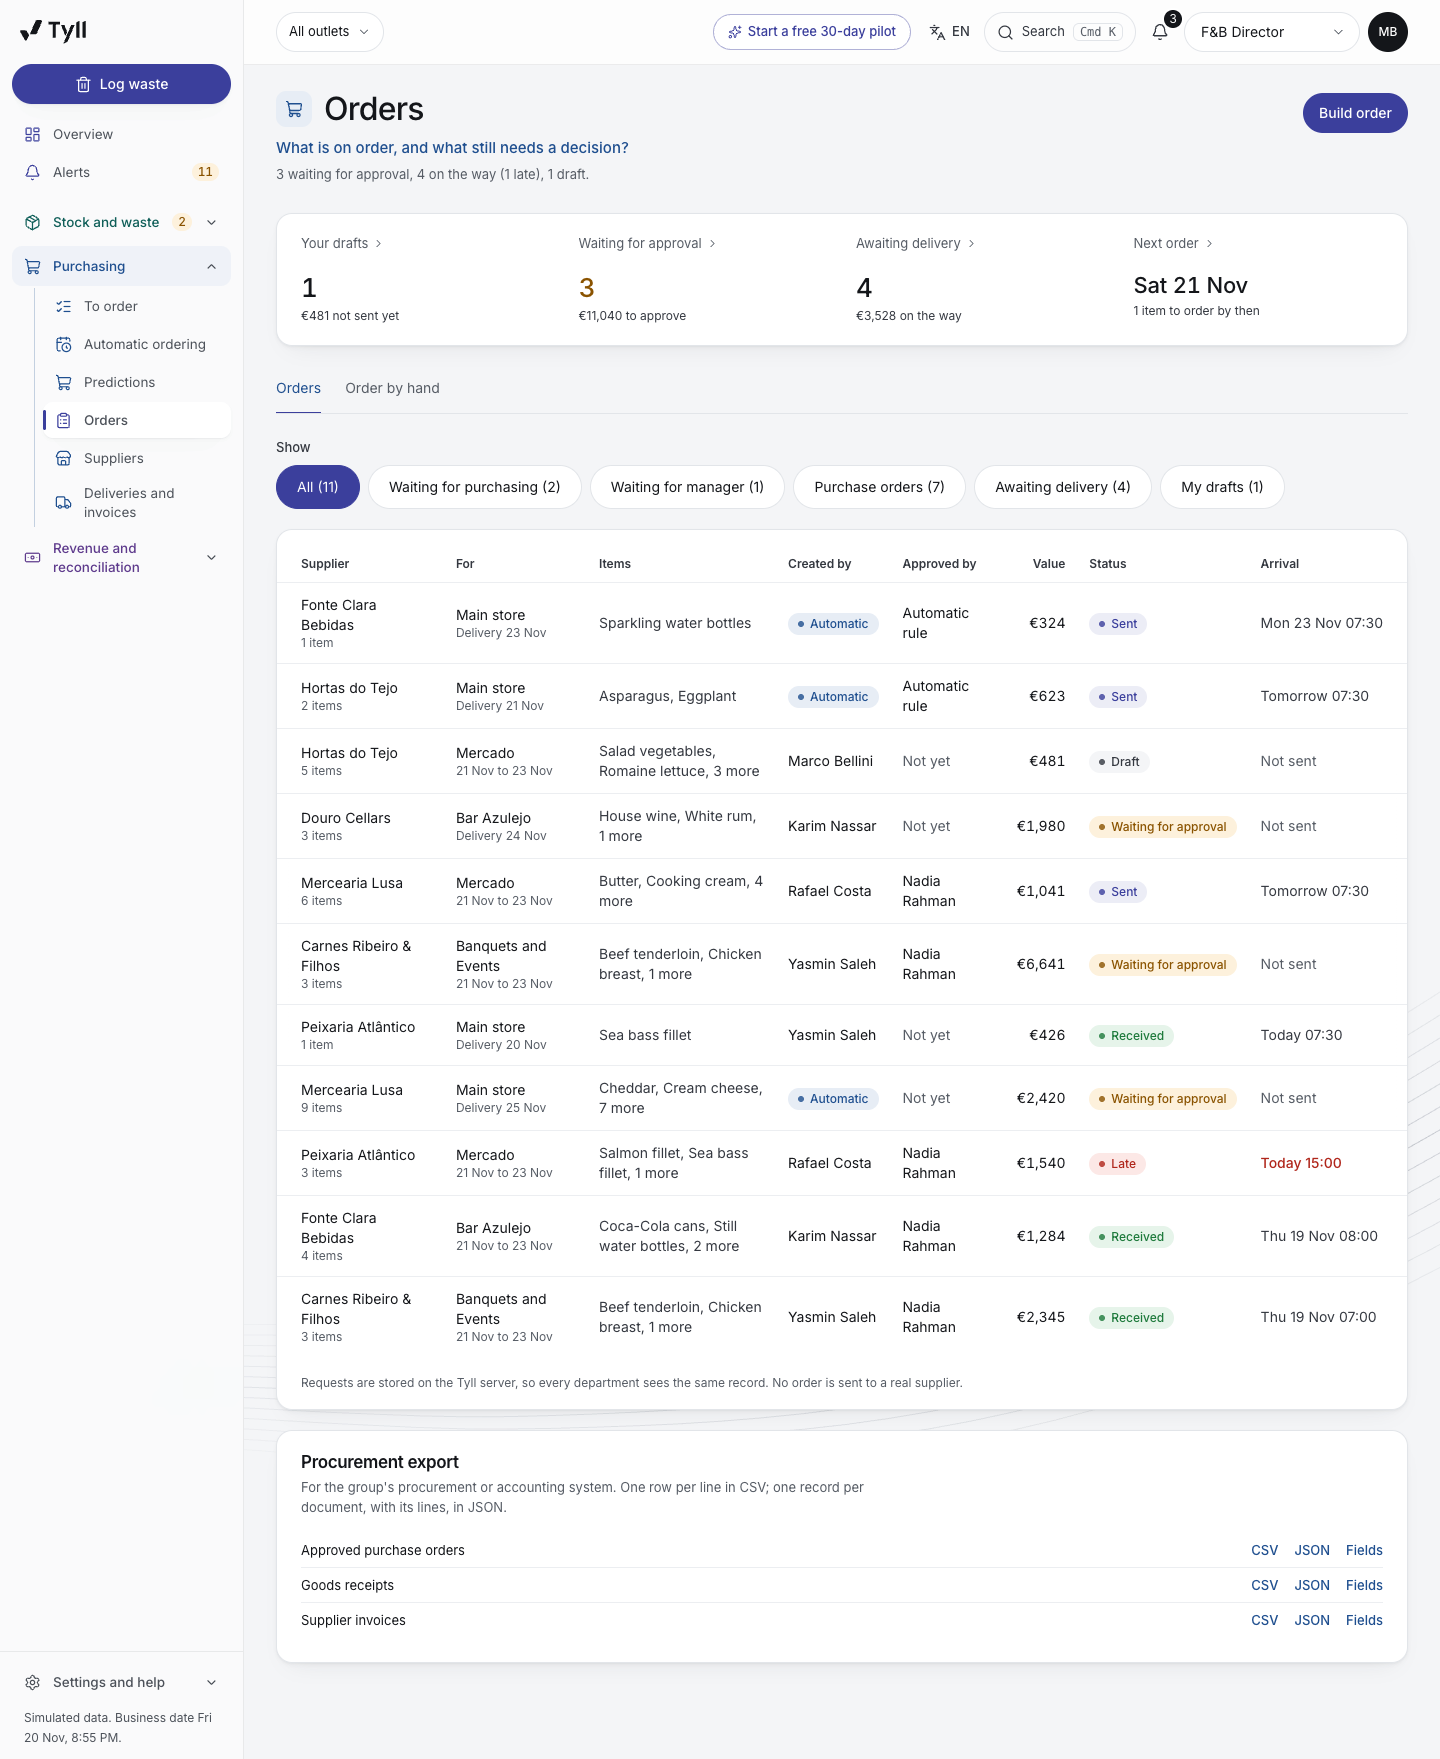 Tyll
Log waste
Overview
Alerts 11
Stock and waste 2
Purchasing
To order
Automatic ordering
Predictions
Orders
Suppliers
Deliveries and
invoices
Revenue and
reconciliation
Settings and help
Simulated data. Business date Fri
20 Nov, 8:55 PM.
All outlets
Start a free 30-day pilot
EN
Search Cmd K
3
F&B Director
MB
Orders
Build order
What is on order, and what still needs a decision?
3 waiting for approval, 4 on the way (1 late), 1 draft.
Your drafts
1
€481 not sent yet
Waiting for approval
3
€11,040 to approve
Awaiting delivery
4
€3,528 on the way
Next order
Sat 21 Nov
1 item to order by then
Orders Order by hand
Show
All (11) Waiting for purchasing (2) Waiting for manager (1) Purchase orders (7) Awaiting delivery (4) My drafts (1)
Supplier For Items Created by Approved by Value Status Arrival
Fonte Clara
Bebidas
1 item
Main store
Delivery 23 Nov
Sparkling water bottles
Automatic
Automatic
rule
€324
Sent
Mon 23 Nov 07:30
Hortas do Tejo
2 items
Main store
Delivery 21 Nov
Asparagus, Eggplant
Automatic
Automatic
rule
€623
Sent
Tomorrow 07:30
Hortas do Tejo
5 items
Mercado
21 Nov to 23 Nov
Salad vegetables,
Romaine lettuce, 3 more
Marco Bellini
Not yet
€481
Draft
Not sent
Douro Cellars
3 items
Bar Azulejo
Delivery 24 Nov
House wine, White rum,
1 more
Karim Nassar
Not yet
€1,980
Waiting for approval
Not sent
Mercearia Lusa
6 items
Mercado
21 Nov to 23 Nov
Butter, Cooking cream, 4
more
Rafael Costa
Nadia
Rahman
€1,041
Sent
Tomorrow 07:30
Carnes Ribeiro &
Filhos
3 items
Banquets and
Events
21 Nov to 23 Nov
Beef tenderloin, Chicken
breast, 1 more
Yasmin Saleh
Nadia
Rahman
€6,641
Waiting for approval
Not sent
Peixaria Atlântico
1 item
Main store
Delivery 20 Nov
Sea bass fillet
Yasmin Saleh
Not yet
€426
Received
Today 07:30
Mercearia Lusa
9 items
Main store
Delivery 25 Nov
Cheddar, Cream cheese,
7 more
Automatic
Not yet
€2,420
Waiting for approval
Not sent
Peixaria Atlântico
3 items
Mercado
21 Nov to 23 Nov
Salmon fillet, Sea bass
fillet, 1 more
Rafael Costa
Nadia
Rahman
€1,540
Late
Today 15:00
Fonte Clara
Bebidas
4 items
Bar Azulejo
21 Nov to 23 Nov
Coca-Cola cans, Still
water bottles, 2 more
Karim Nassar
Nadia
Rahman
€1,284
Received
Thu 19 Nov 08:00
Carnes Ribeiro &
Filhos
3 items
Banquets and
Events
21 Nov to 23 Nov
Beef tenderloin, Chicken
breast, 1 more
Yasmin Saleh
Nadia
Rahman
€2,345
Received
Thu 19 Nov 07:00
Requests are stored on the Tyll server, so every department sees the same record. No order is sent to a real supplier.
Procurement export
For the group's procurement or accounting system. One row per line in CSV; one record per
document, with its lines, in JSON.
Approved purchase orders CSV JSON Fields
Goods receipts CSV JSON Fields
Supplier invoices CSV JSON Fields